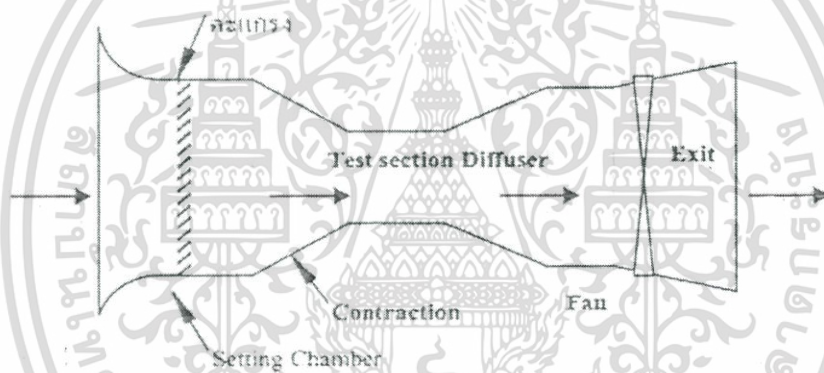 ตะแกรง
Test section Diffuser
Exit
Contraction
Fan
Setting Chamber